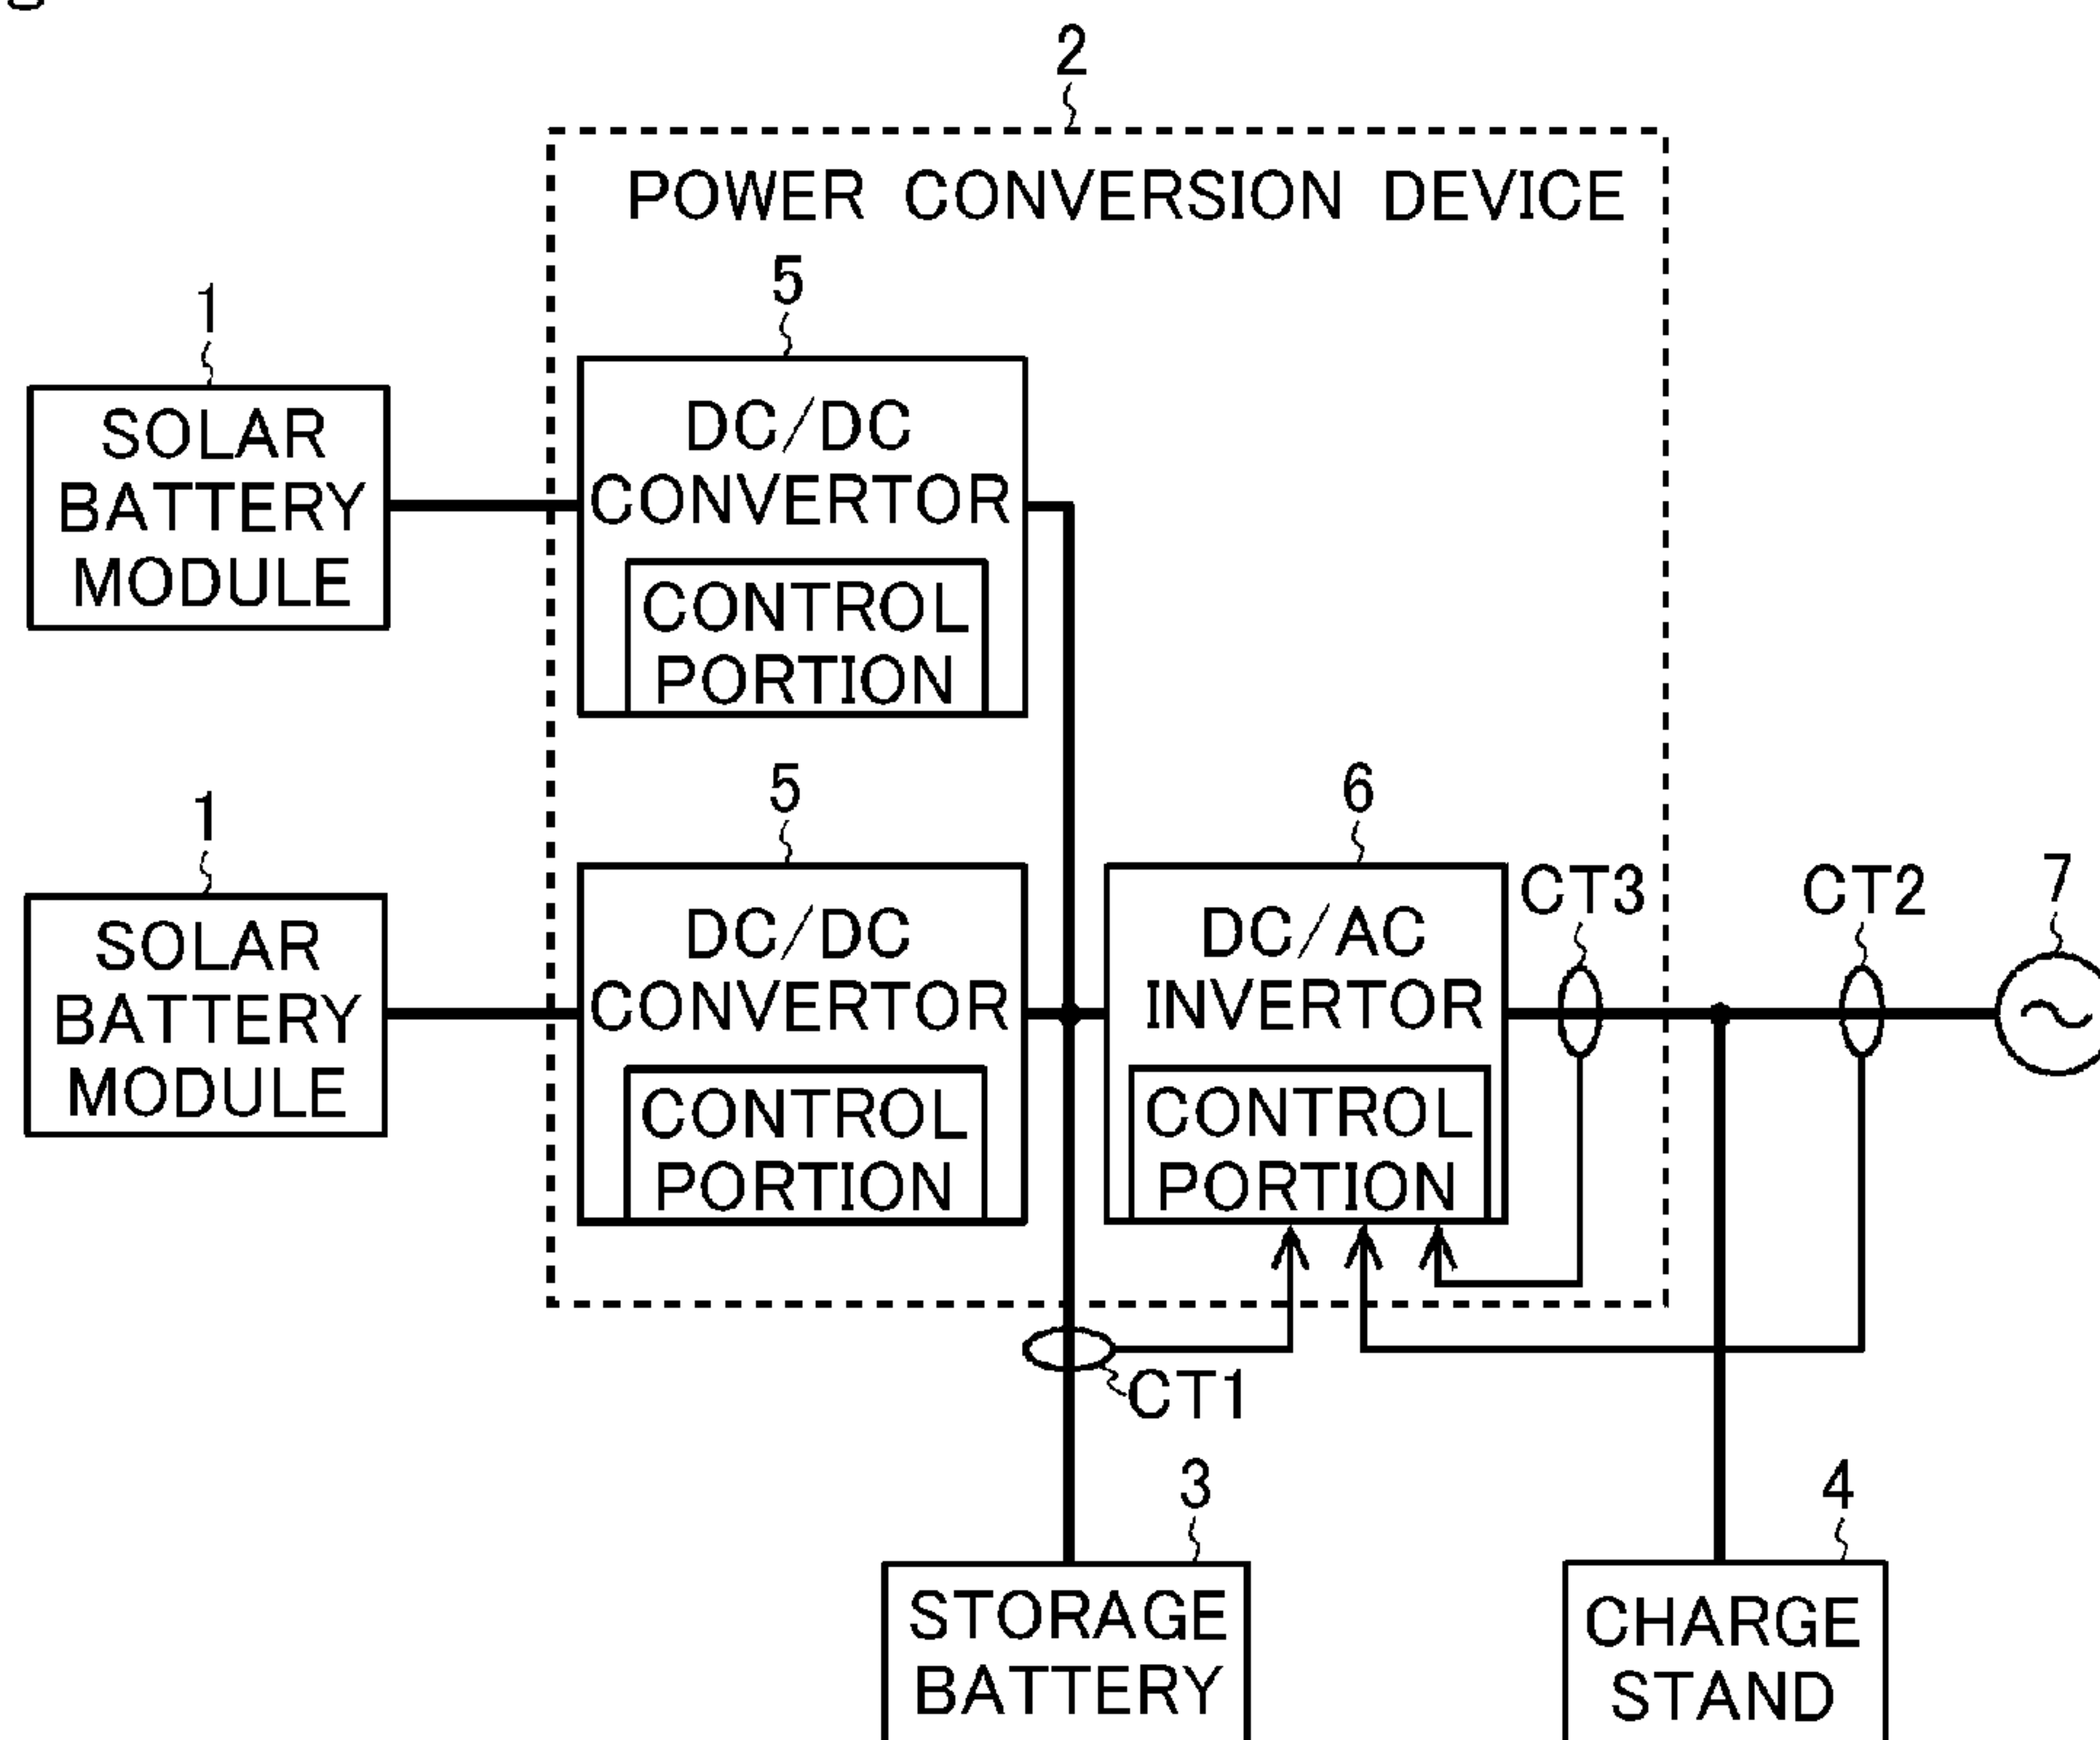 2
POWER CONVERSION DEVICE
5
1
DC/DC
CONVERTOR
SOLAR
BATTERY
MODULE
CONTROL
PORTION
5
6
1
CT3
CT2
7
DC/DC
CONVERTOR
DC/AC
INVERTOR
SOLAR
BATTERY
MODULE
CONTROL
PORTION
CONTROL
PORTION
CT1
3
4
STORAGE
BATTERY
CHARGE
STAND